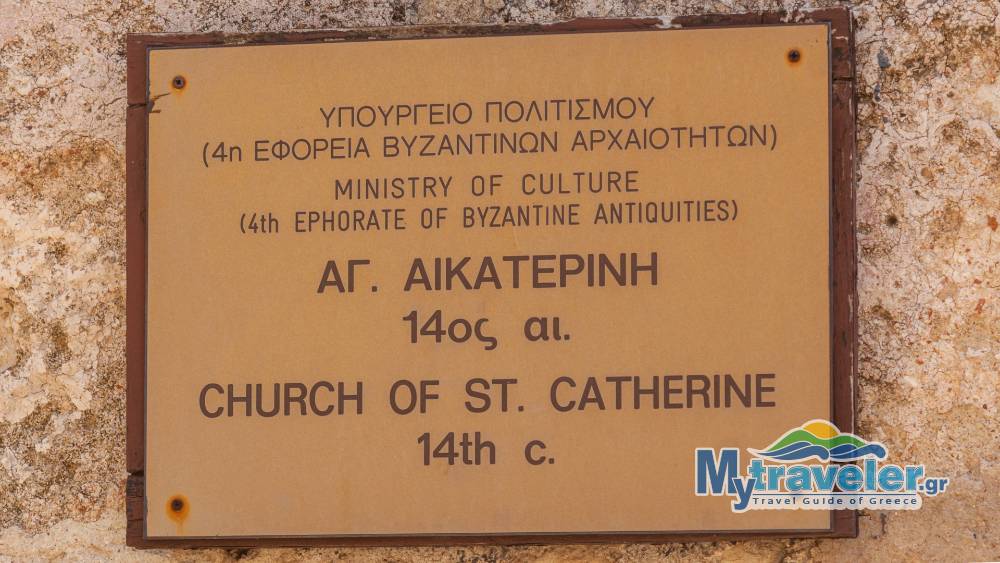 ΥΠΟΥΡΓΕΙΟ ΠΟΛΙΤΙΣΜΟΥ
(4η ΕΦΟΡΕΙΑ ΒΥΖΑΝΤΙΝΩΝ ΑΡΧΑΙΟΤΗΤΩΝ)
MINISTRY OF CULTURE
(4th EPHORATE OF BYZANTINE ANTIQUITIES)
ΑΓ. ΑΙΚΑΤΕΡΙΝΗ
14ος αι.
CHURCH OF ST. CATHERINE
14th c.
Mytraveler.gr
Travel Guide of Greece